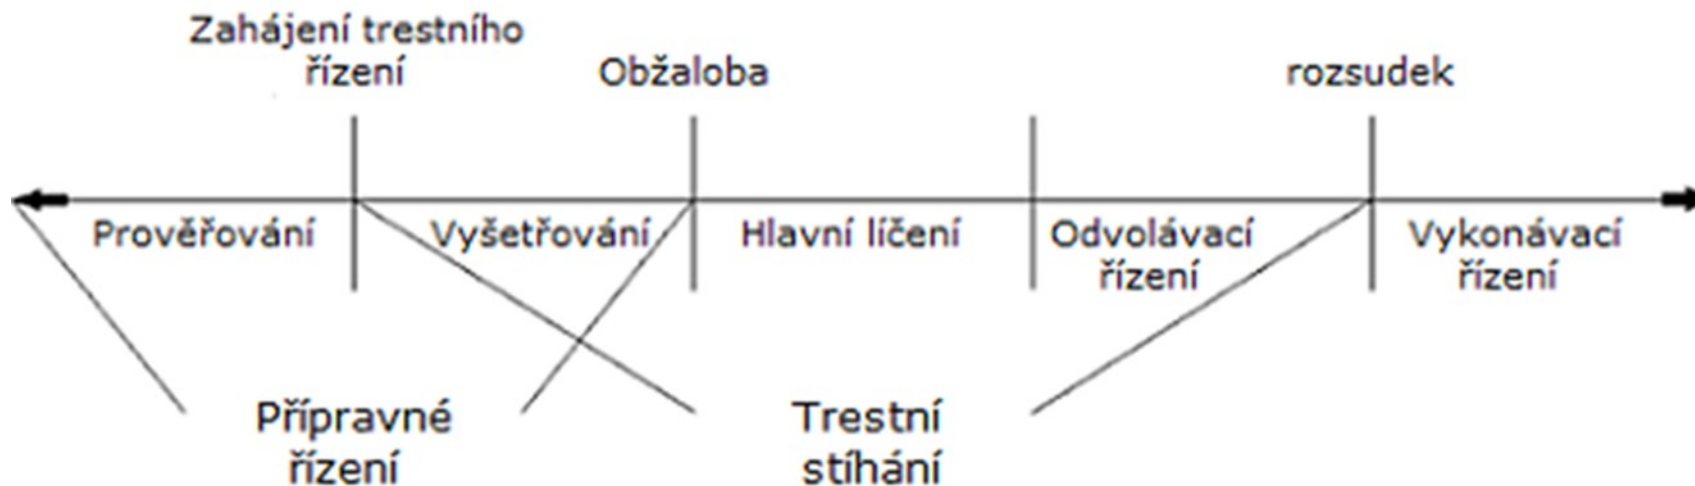 Zahájení trestního
řízení
Obžaloba
rozsudek
Prověřování
Vyšetřování
Hlavní líčení
Odvolávací
řízení
Vykonávací
řízení
Přípravné
řízení
Trestní
stíhání